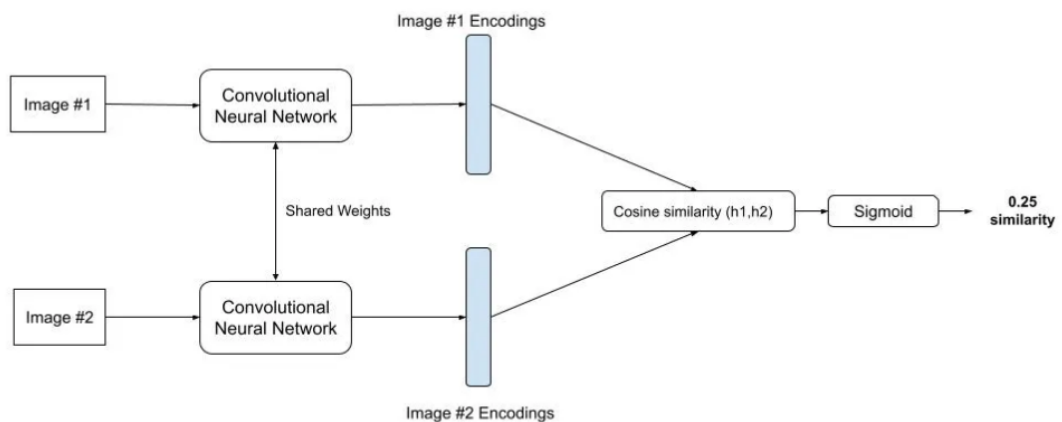 Image #1 Encodings
Image #1
Convolutional
Neural Network
Shared Weights
Cosine similarity (h1,h2)
Sigmoid
0.25
similarity
Image #2
Convolutional
Neural Network
Image #2 Encodings